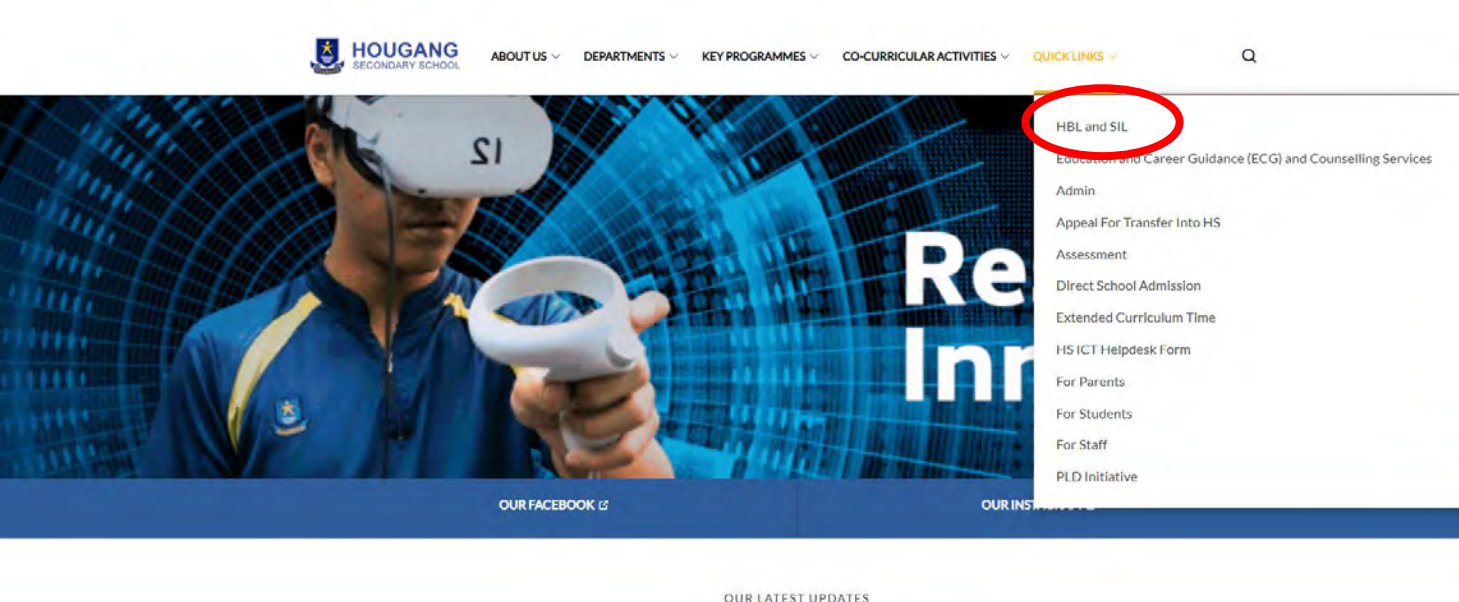 HOUGANG
SECONDARY SCHOOL
ABOUT US
DEPARTMENTS
KEY PROGRAMMES
CO-CURRICULAR ACTIVITIES
QUICK LINKS
HBL and SIL
Education and Career Guidance (ECG) and Counselling Services
Admin
Appeal For Transfer Into HS
Assessment
Direct School Admission
Extended Curriculum Time
HS ICT Helpdesk Form
For Parents
For Students
For Staff
PLD Initiative
12
Re
Inn
OUR FACEBOOK
OUR
OUR LATEST UPDATES